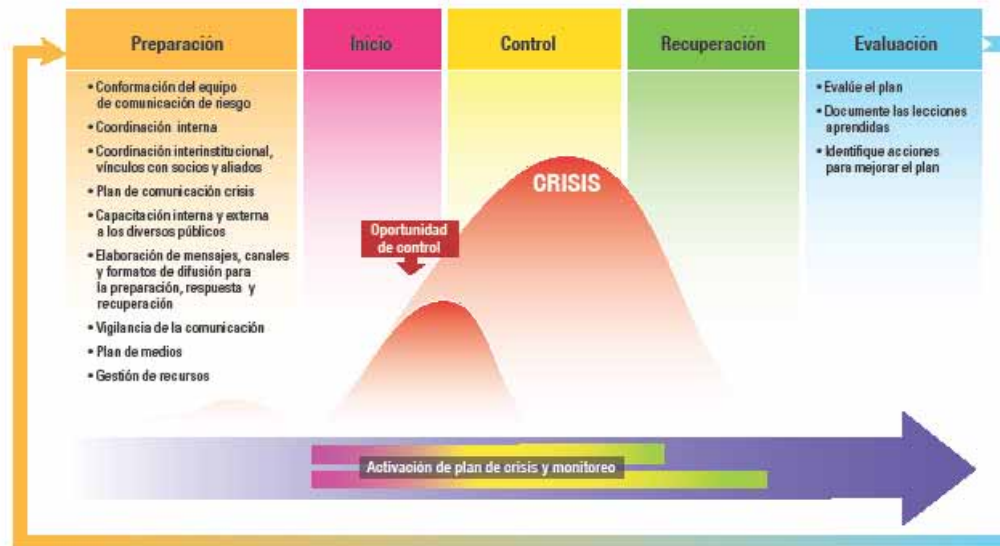 Preparación
Inicio
Control
Recuperación
Evaluación
• Conformación del equipo
de comunicación de riesgo
• Coordinación interna
• Coordinación interinstitucional,
vínculos con socios y aliados
• Plan de comunicación crisis
• Capacitación interna y externa
a los diversos públicos
• Elaboración de mensajes, canales
y formatos de difusión para
la preparación, respuesta y
recuperación
• Vigilancia de la comunicación
• Plan de medios
• Gestión de recursos
Oportunidad
de control
CRISIS
• Evalúe el plan
• Documente las lecciones
aprendidas
• Identifique acciones
para mejorar el plan
Activación de plan de crisis y monitoreo